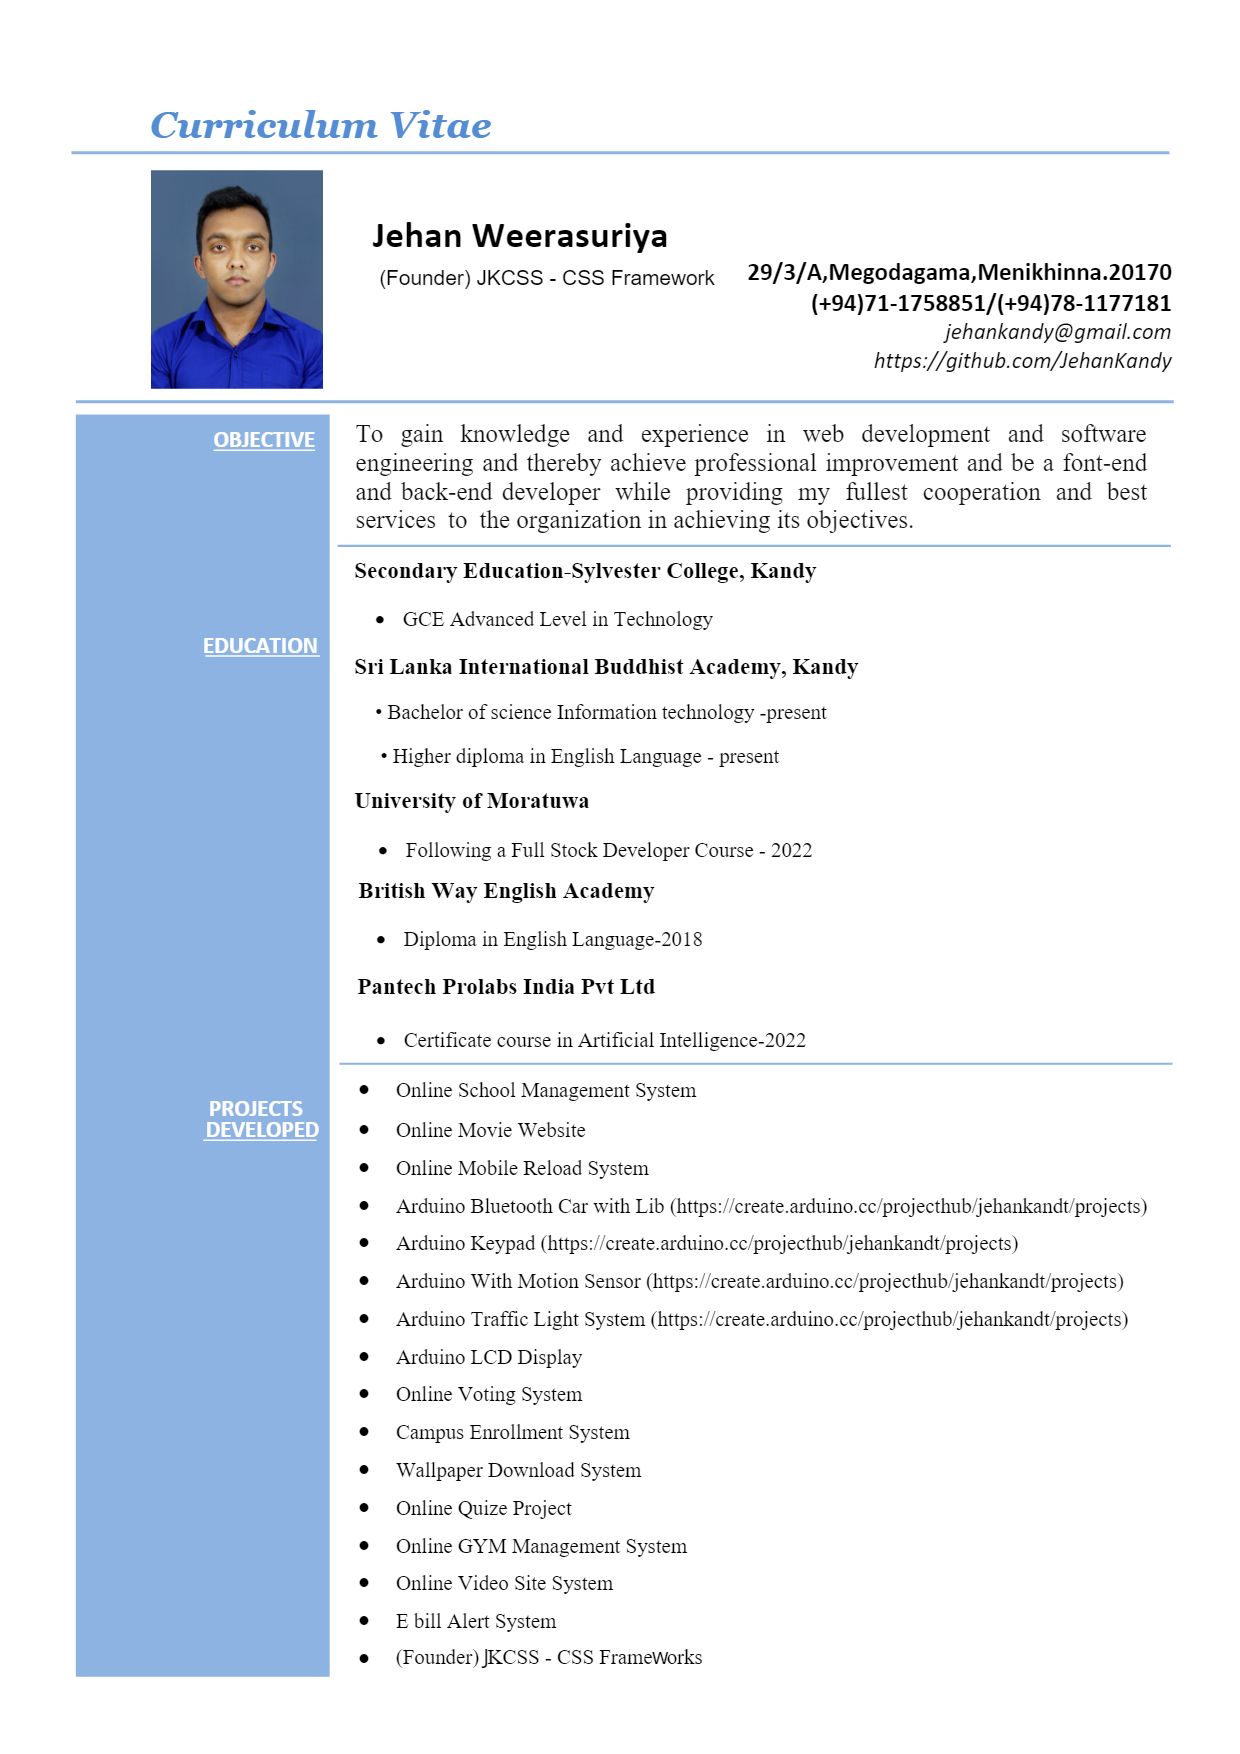 Curriculum Vitae
Jehan Weerasuriya
(Founder) JKCSS - CSS Framework
29/3/A,Megodagama,Menikhinna.20170
(+94)71-1758851/(+94)78-1177181
jehankandy@gmail.com
https://github.com/JehanKandy
OBJECTIVE
To gain knowledge and experience in web development and software
engineering and thereby achieve professional improvement and be a font-end
and back-end developer while providing my fullest cooperation and best
services to the organization in achieving its objectives.
EDUCATION
Secondary Education-Sylvester College, Kandy
• GCE Advanced Level in Technology
Sri Lanka International Buddhist Academy, Kandy
• Bachelor of science Information technology -present
• Higher diploma in English Language - present
University of Moratuwa
• Following a Full Stock Developer Course - 2022
British Way English Academy
• Diploma in English Language-2018
Pantech Prolabs India Pvt Ltd
• Certificate course in Artificial Intelligence-2022
PROJECTS
DEVELOPED
• Online School Management System
• Online Movie Website
• Online Mobile Reload System
• Arduino Bluetooth Car with Lib (https://create.arduino.cc/projecthub/jehankandt/projects)
• Arduino Keypad (https://create.arduino.cc/projecthub/jehankandt/projects)
• Arduino With Motion Sensor (https://create.arduino.cc/projecthub/jehankandt/projects)
• Arduino Traffic Light System (https://create.arduino.cc/projecthub/jehankandt/projects)
• Arduino LCD Display
• Online Voting System
• Campus Enrollment System
• Wallpaper Download System
• Online Quize Project
• Online GYM Management System
• Online Video Site System
• E bill Alert System
• (Founder) JKCSS - CSS FrameWorks